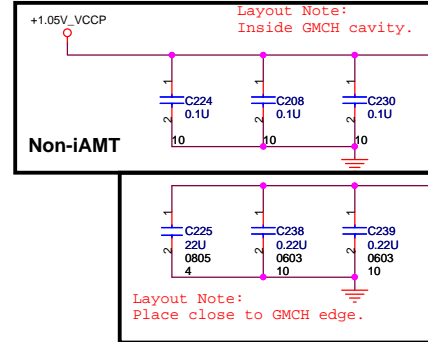 Layout Note:
+1.05V_VCCP
Inside GMCH cavity.
1 1 1
C224 C208 C230
0.1U 0.1U 0.1U
2 2 2
10 10 10
Non-iAMT
1 1 1
C225 C238 C239
22U 0.22U 0.22U
2 2 2
0805 0603 0603
4 10 10
Layout Note:
Place close to GMCH edge.